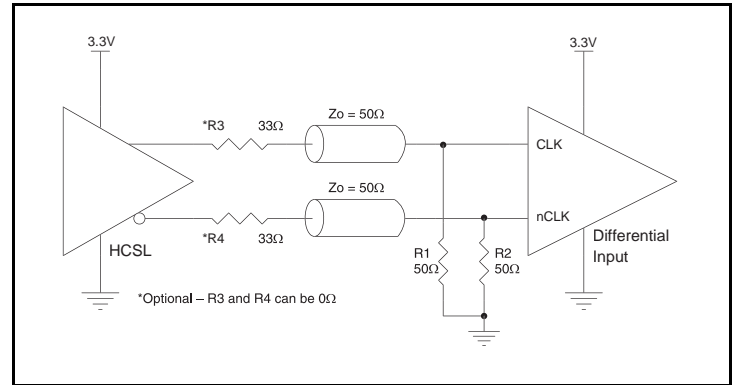 3.3V
3.3V
*R3 33Ω
Zo = 50Ω
CLK
Zo = 50Ω
nCLK
*R4 33Ω
HCSL
R1
50Ω
R2
50Ω
Differential
Input
*Optional – R3 and R4 can be 0Ω